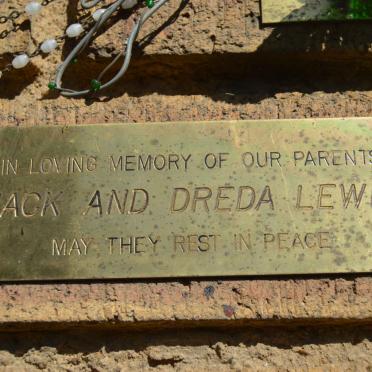 IN LOVING MEMORY OF OUR PARENTS
ACK AND DREDA LEW
MAY THEY REST IN PEACE